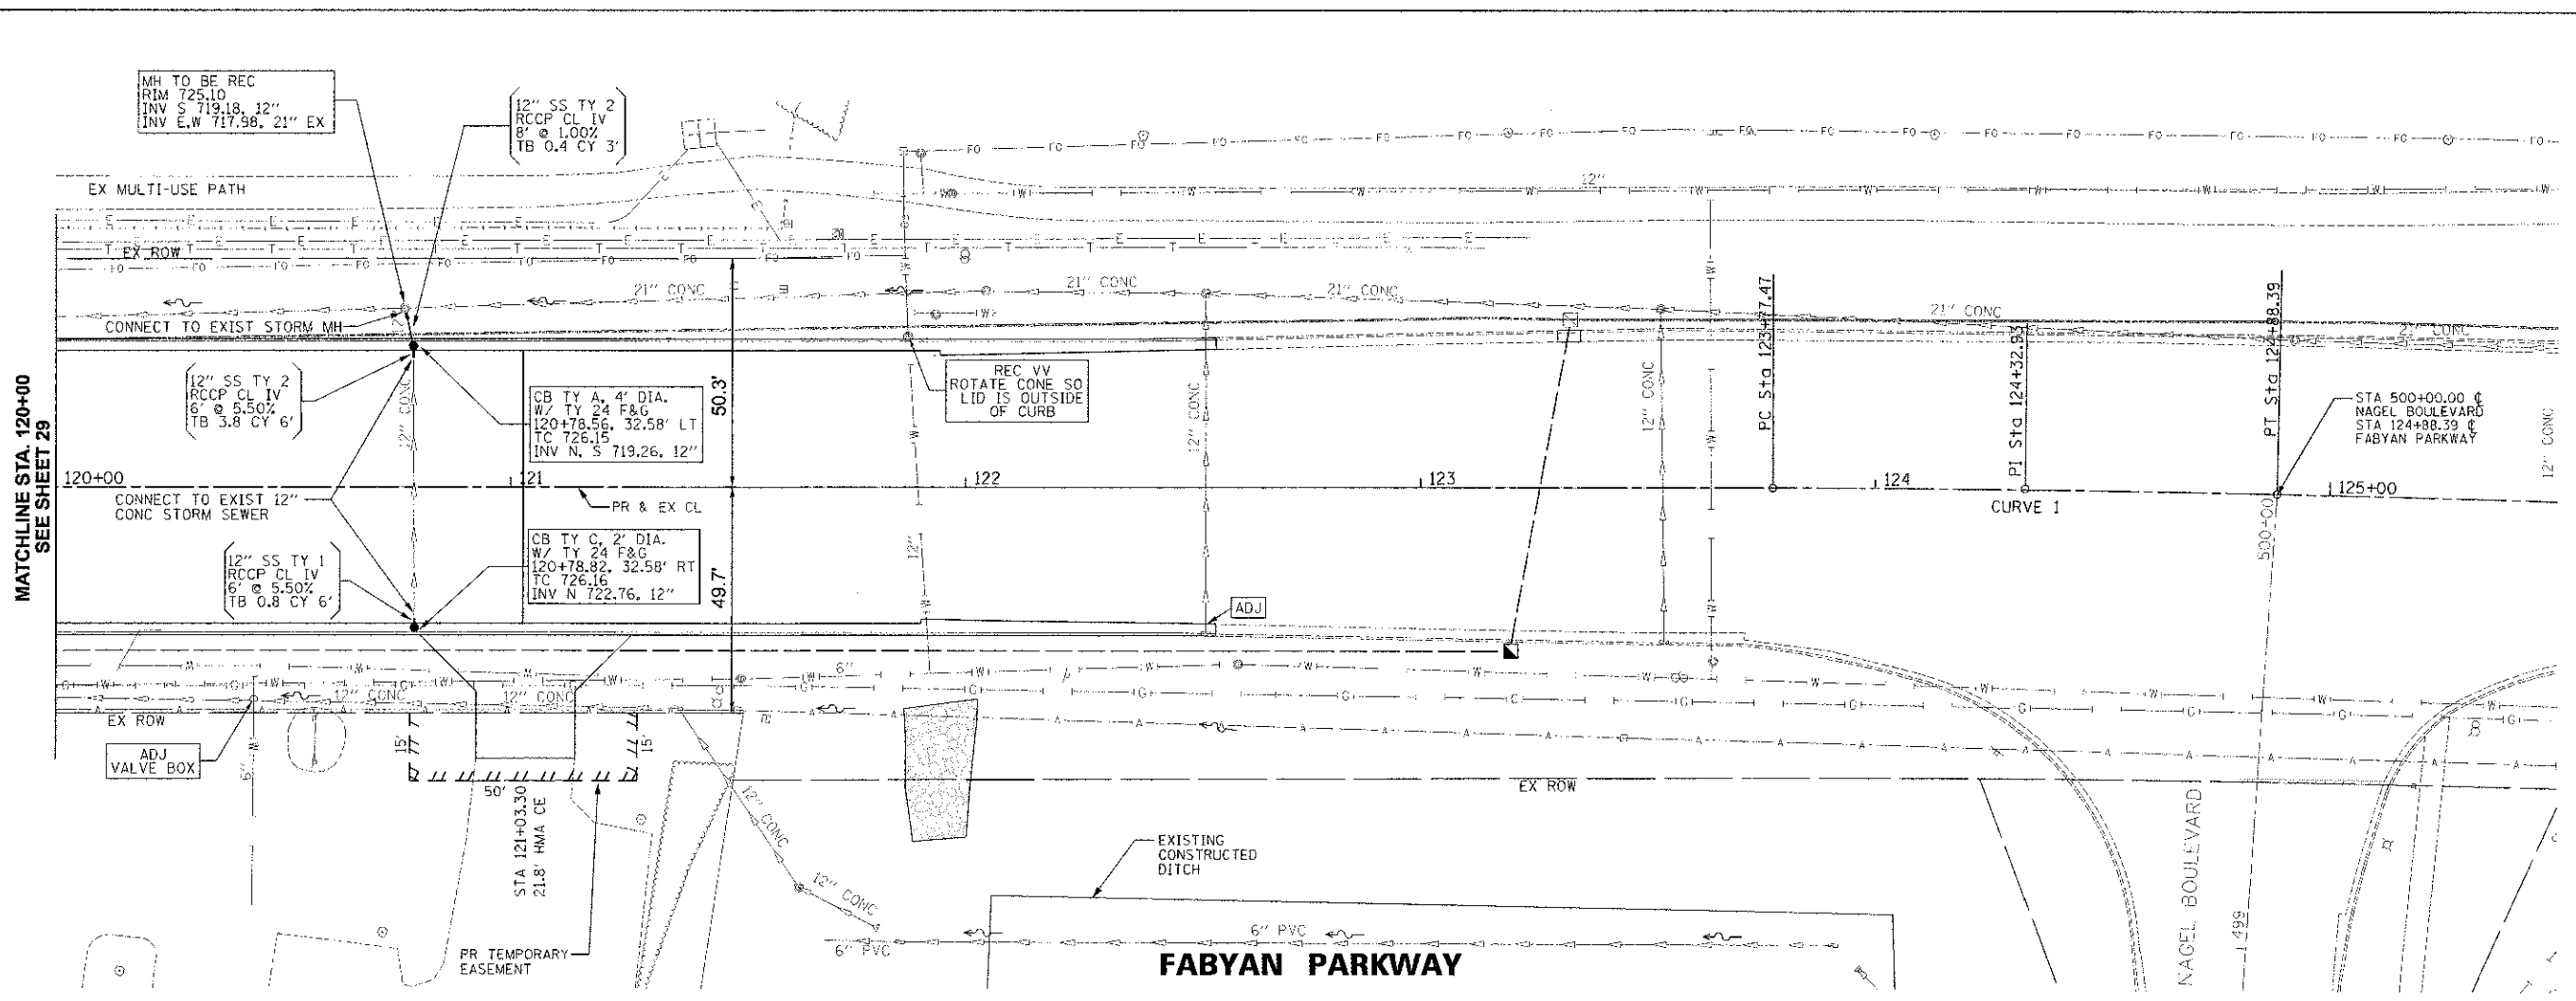 MH TO BE REC
RIM 725.10
INV S 719.18, 12"
INV E,W 717.98, 21" EX
12" SS TY 2
RCCP CL IV
8' @ 1.00%
TB 0.4 CY 3'
EX MULTI-USE PATH
12"
EX ROW
21" CONC
21" CONC
21" CONC
21" CONC
21" CONC
CONNECT TO EXIST STORM MH
12" SS TY 2
RCCP CL IV
6' @ 5.50%
TB 3.8 CY 6'
12" CONC
CB TY A, 4' DIA.
W/ TY 24 F&G
120+78.56, 32.58' LT
TC 726.15
INV N, S 719.26, 12"
50.3'
REC VV
ROTATE CONE SO
LID IS OUTSIDE
OF CURB
12" CONC
12" CONC
PC Sta 123+77.47
PI Sta 124+32.93
PT Sta 124+88.39
STA 500+00.00 ℄
NAGEL BOULEVARD
STA 124+88.39 ℄
FABYAN PARKWAY
12" CONC
MATCHLINE STA. 120+00
SEE SHEET 29
120+00
121
122
123
124
125+00
CONNECT TO EXIST 12"
CONC STORM SEWER
PR & EX CL
CURVE 1
500+00
12" SS TY 1
RCCP CL IV
6' @ 5.50%
TB 0.8 CY 6'
CB TY C, 2' DIA.
W/ TY 24 F&G
120+78.82, 32.58' RT
TC 726.16
INV N 722.76, 12"
49.7'
12"
ADJ
6"
12" CONC
12" CONC
EX ROW
ADJ
VALVE BOX
6"
15'
15'
50'
STA 121+03.30
21.8' HMA CE
12" CONC
12" CONC
EX ROW
EXISTING
CONSTRUCTED
DITCH
PR TEMPORARY
EASEMENT
6" PVC
6" PVC
FABYAN PARKWAY
NAGEL BOULEVARD
499